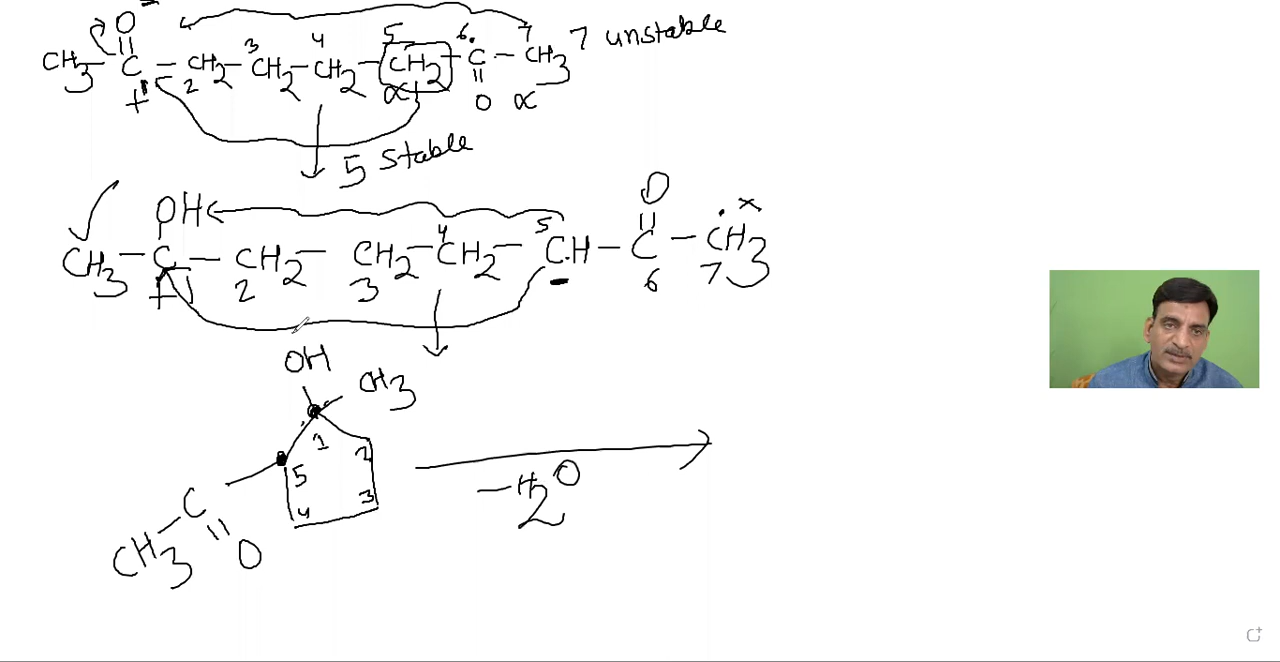 O
CH3 - C - CH2 - CH2 - CH2 - CH2 - C - CH3
+ 1 2 3 4 5 6 7
α O α
7 unstable
5 stable
OH O
CH3 - C - CH2 - CH2 - CH2 - C.H - C - CH3
+ 1 2 3 4 5 6 7 x
OH
CH3
1 2 3 4 5
CH3 - C = O
-H2O